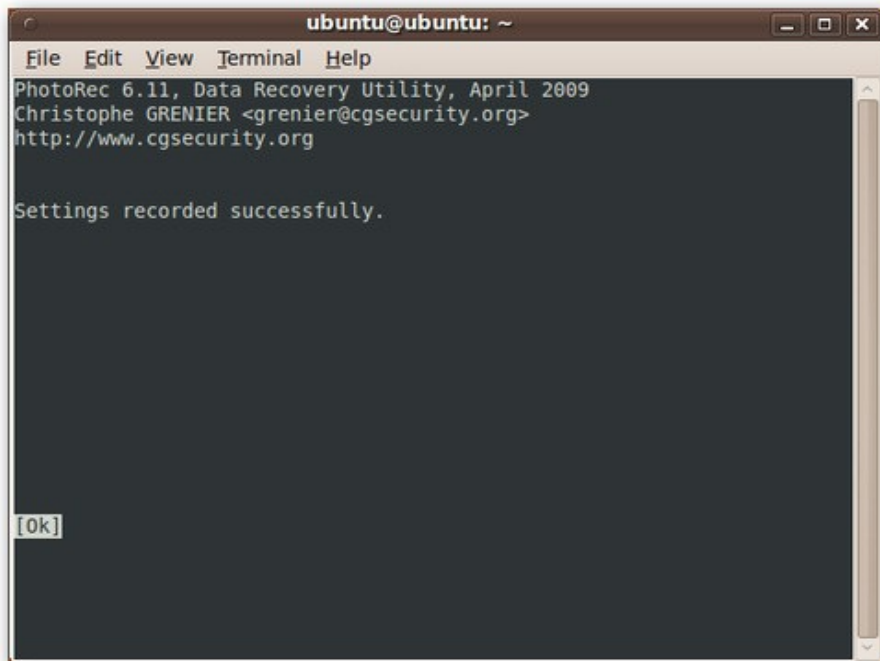 ubuntu@ubuntu: ~
File Edit View Terminal Help
PhotoRec 6.11, Data Recovery Utility, April 2009
Christophe GRENIER <grenier@cgsecurity.org>
http://www.cgsecurity.org
Settings recorded successfully.
[Ok]